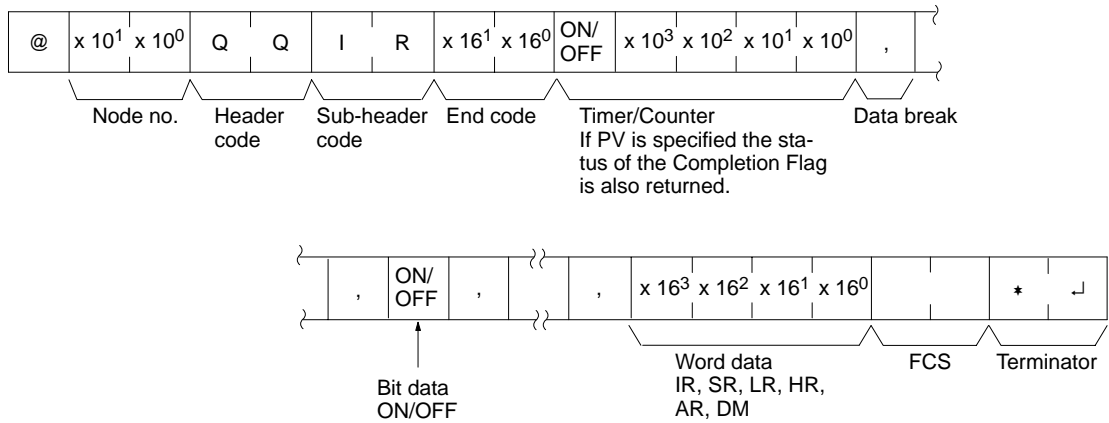 @ x 10¹ x 10⁰ Q Q I R x 16¹ x 16⁰ ON/OFF x 10³ x 10² x 10¹ x 10⁰ ,
Node no. Header code Sub-header code End code Timer/Counter Data break
If PV is specified the sta-
tus of the Completion Flag
is also returned.
, ON/OFF , , x 16³ x 16² x 16¹ x 16⁰ * ↵
Bit data
ON/OFF
Word data
IR, SR, LR, HR,
AR, DM
FCS
Terminator